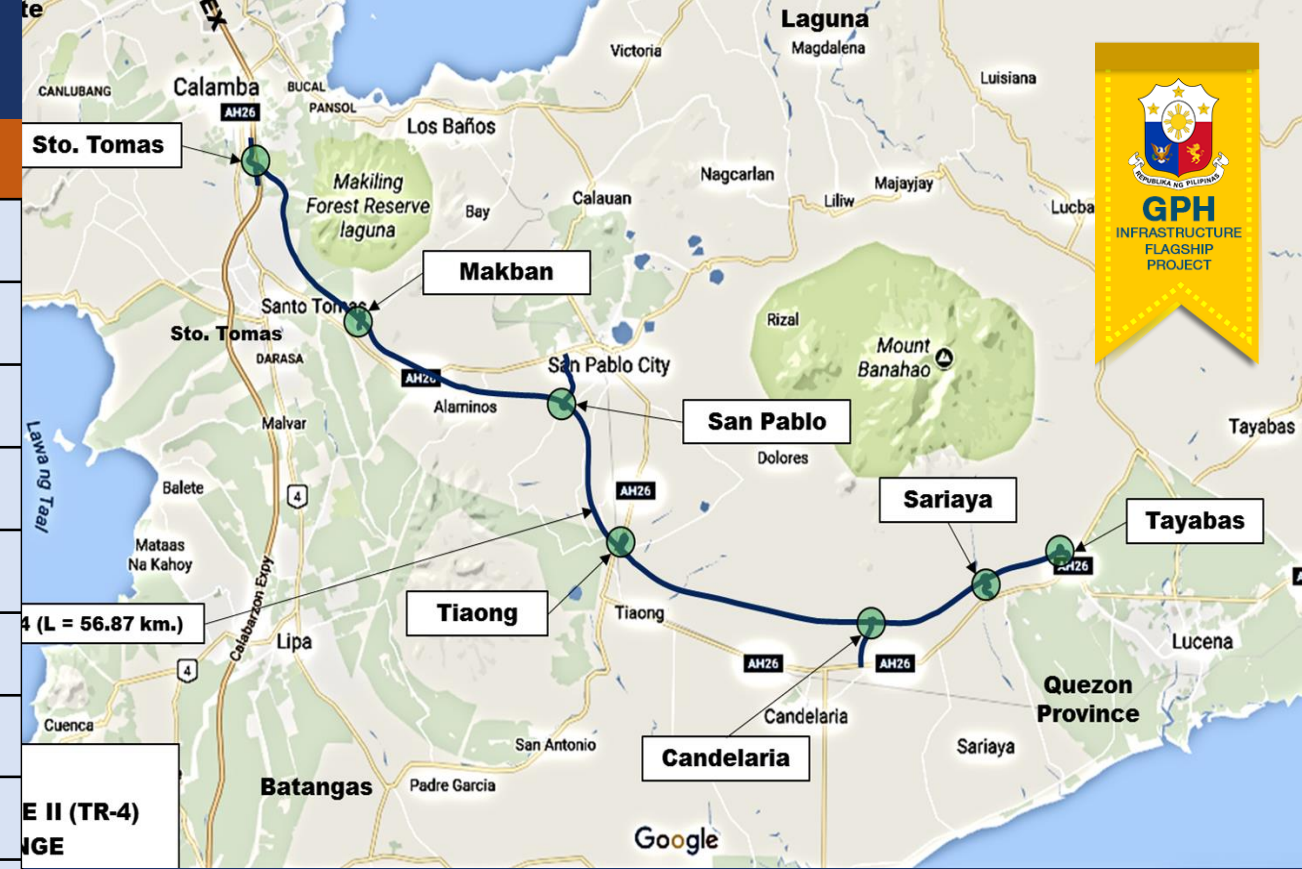 te
EX
Laguna
Magdalena
Victoria
Luisiana
CANLUBANG
Calamba
BUCAL
PANSOL
AH26
Los Baños
Sto. Tomas
REPUBLIKA NG PILIPINAS
GPH
INFRASTRUCTURE
FLAGSHIP
PROJECT
Makiling
Forest Reserve
laguna
Nagcarlan
Majayjay
Liliw
Lucba
Bay
Calauan
Makban
Santo Tomas
Sto. Tomas
DARASA
Rizal
Mount
Banahao
San Pablo City
AH26
Alaminos
San Pablo
Malvar
Dolores
Tayabas
Lawa ng Taal
Balete
4
AH26
Sariaya
Tayabas
Mataas
Na Kahoy
AH26
A
4 (L = 56.87 km.)
Calabarzon Expy
Tiaong
Tiaong
Lipa
Lucena
4
AH26
AH26
Quezon
Province
Cuenca
Candelaria
San Antonio
Candelaria
Sariaya
Batangas
Padre Garcia
E II (TR-4)
NGE
Google